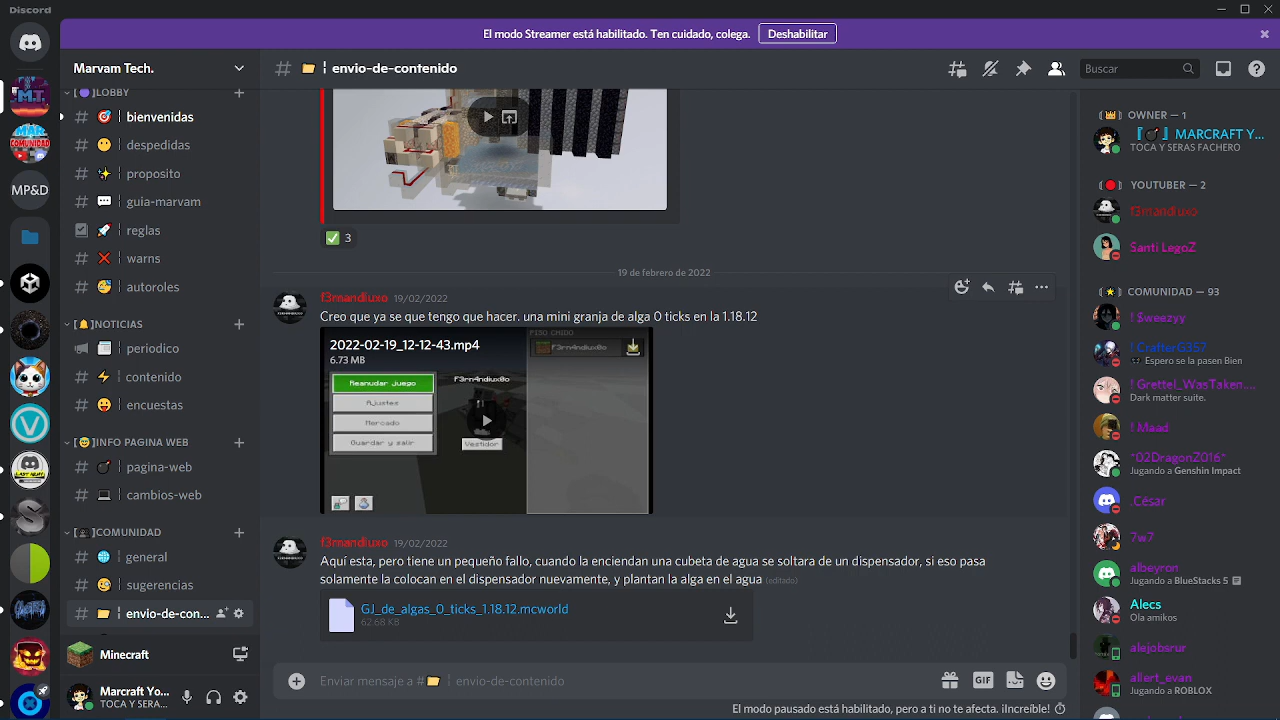 Discord
El modo Streamer está habilitado. Ten cuidado, colega.
Deshabilitar
Marvam Tech.
envio-de-contenido
Buscar
[🟣]LOBBY
bienvenidas
despedidas
proposito
guia-marvam
reglas
warns
autoroles
[🔔]NOTICIAS
periodico
contenido
encuestas
[😀]INFO PAGINA WEB
pagina-web
cambios-web
COMUNIDAD
general
sugerencias
envio-de-con...
MP&D
Minecraft
Marvam...
TOCA Y SERA...
3
19 de febrero de 2022
f3rnandiuxo 19/02/2022
Creo que ya se que tengo que hacer. una mini granja de alga 0 ticks en la 1.18.12
2022-02-19_12-12-43.mp4
6.73 MB
Reanudar juego
Ajustes
Mercado
Guardar y salir
F3rn4ndiux0o
Vestidor
PISO CHIDO
F3rn4ndiux0o
f3rnandiuxo 19/02/2022
Aquí esta, pero tiene un pequeño fallo, cuando la enciendan una cubeta de agua se soltara de un dispensador, si eso pasa
solamente la colocan en el dispensador nuevamente, y plantan la alga en el agua (editado)
GJ_de_algas_0_ticks_1.18.12.mcworld
62.68 KB
Enviar mensaje a #📁╎envio-de-contenido
GIF
El modo pausado está habilitado, pero a ti no te afecta. ¡Increíble!
[👑] OWNER — 1
『💣』MARCRAFT Y...
TOCA Y SERAS FACHERO
[🔴] YOUTUBER — 2
f3rnandiuxo
Santi LegoZ
[⭐] COMUNIDAD — 93
! $weezyy
! CrafterG357
Espero se la pasen Bien
! Grettel_WasTaken....
Dark matter suite.
! Maad
*02DragonZ016*
Jugando a Genshin Impact
.César
7w7
albeyron
Jugando a BlueStacks 5
Alecs
Ola amikos
alejobsrur
allert_evan
Jugando a ROBLOX